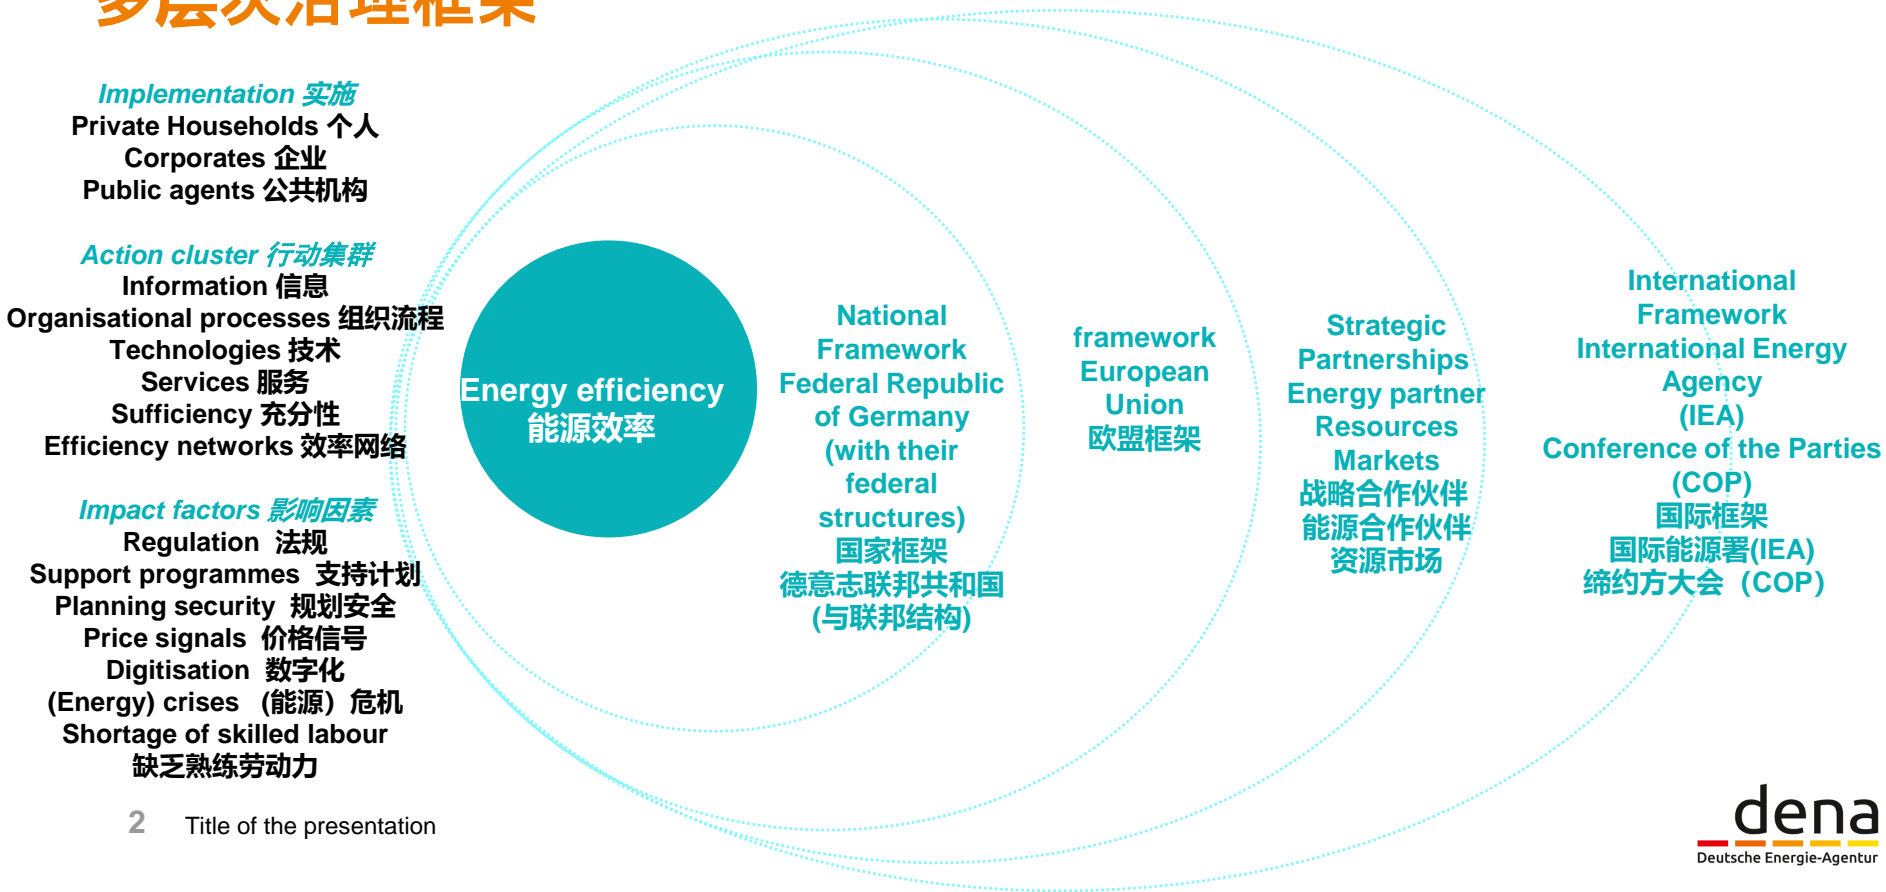 多层次治理框架
Implementation 实施
Private Households 个人
Corporates 企业
Public agents 公共机构
Action cluster 行动集群
Information 信息
Organisational processes 组织流程
Technologies 技术
Services 服务
Sufficiency 充分性
Efficiency networks 效率网络
Impact factors 影响因素
Regulation 法规
Support programmes 支持计划
Planning security 规划安全
Price signals 价格信号
Digitisation 数字化
(Energy) crises (能源）危机
Shortage of skilled labour
缺乏熟练劳动力
Energy efficiency
能源效率
National
Framework
Federal Republic
of Germany
(with their
federal
structures)
国家框架
德意志联邦共和国
(与联邦结构)
framework
European
Union
欧盟框架
Strategic
Partnerships
Energy partner
Resources
Markets
战略合作伙伴
能源合作伙伴
资源市场
International
Framework
International Energy
Agency
(IEA)
Conference of the Parties
(COP)
国际框架
国际能源署(IEA)
缔约方大会（COP）
2 Title of the presentation
dena
Deutsche Energie-Agentur